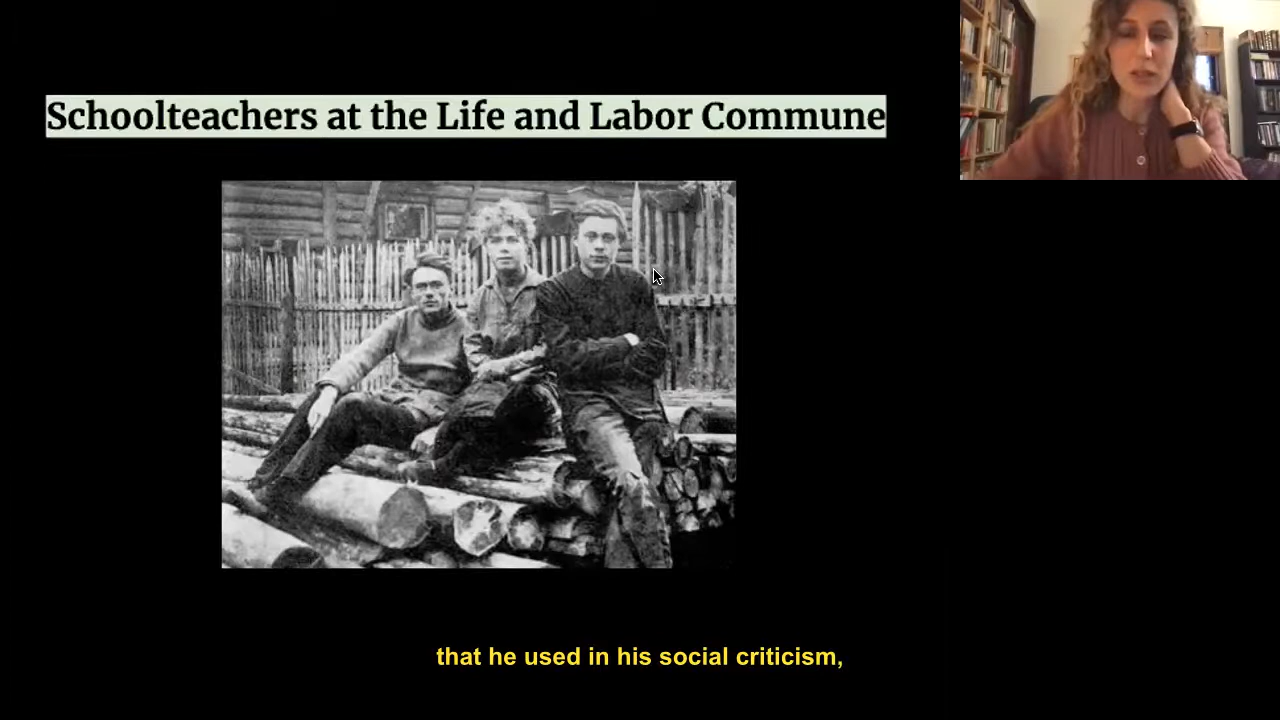 Schoolteachers at the Life and Labor Commune
that he used in his social criticism,